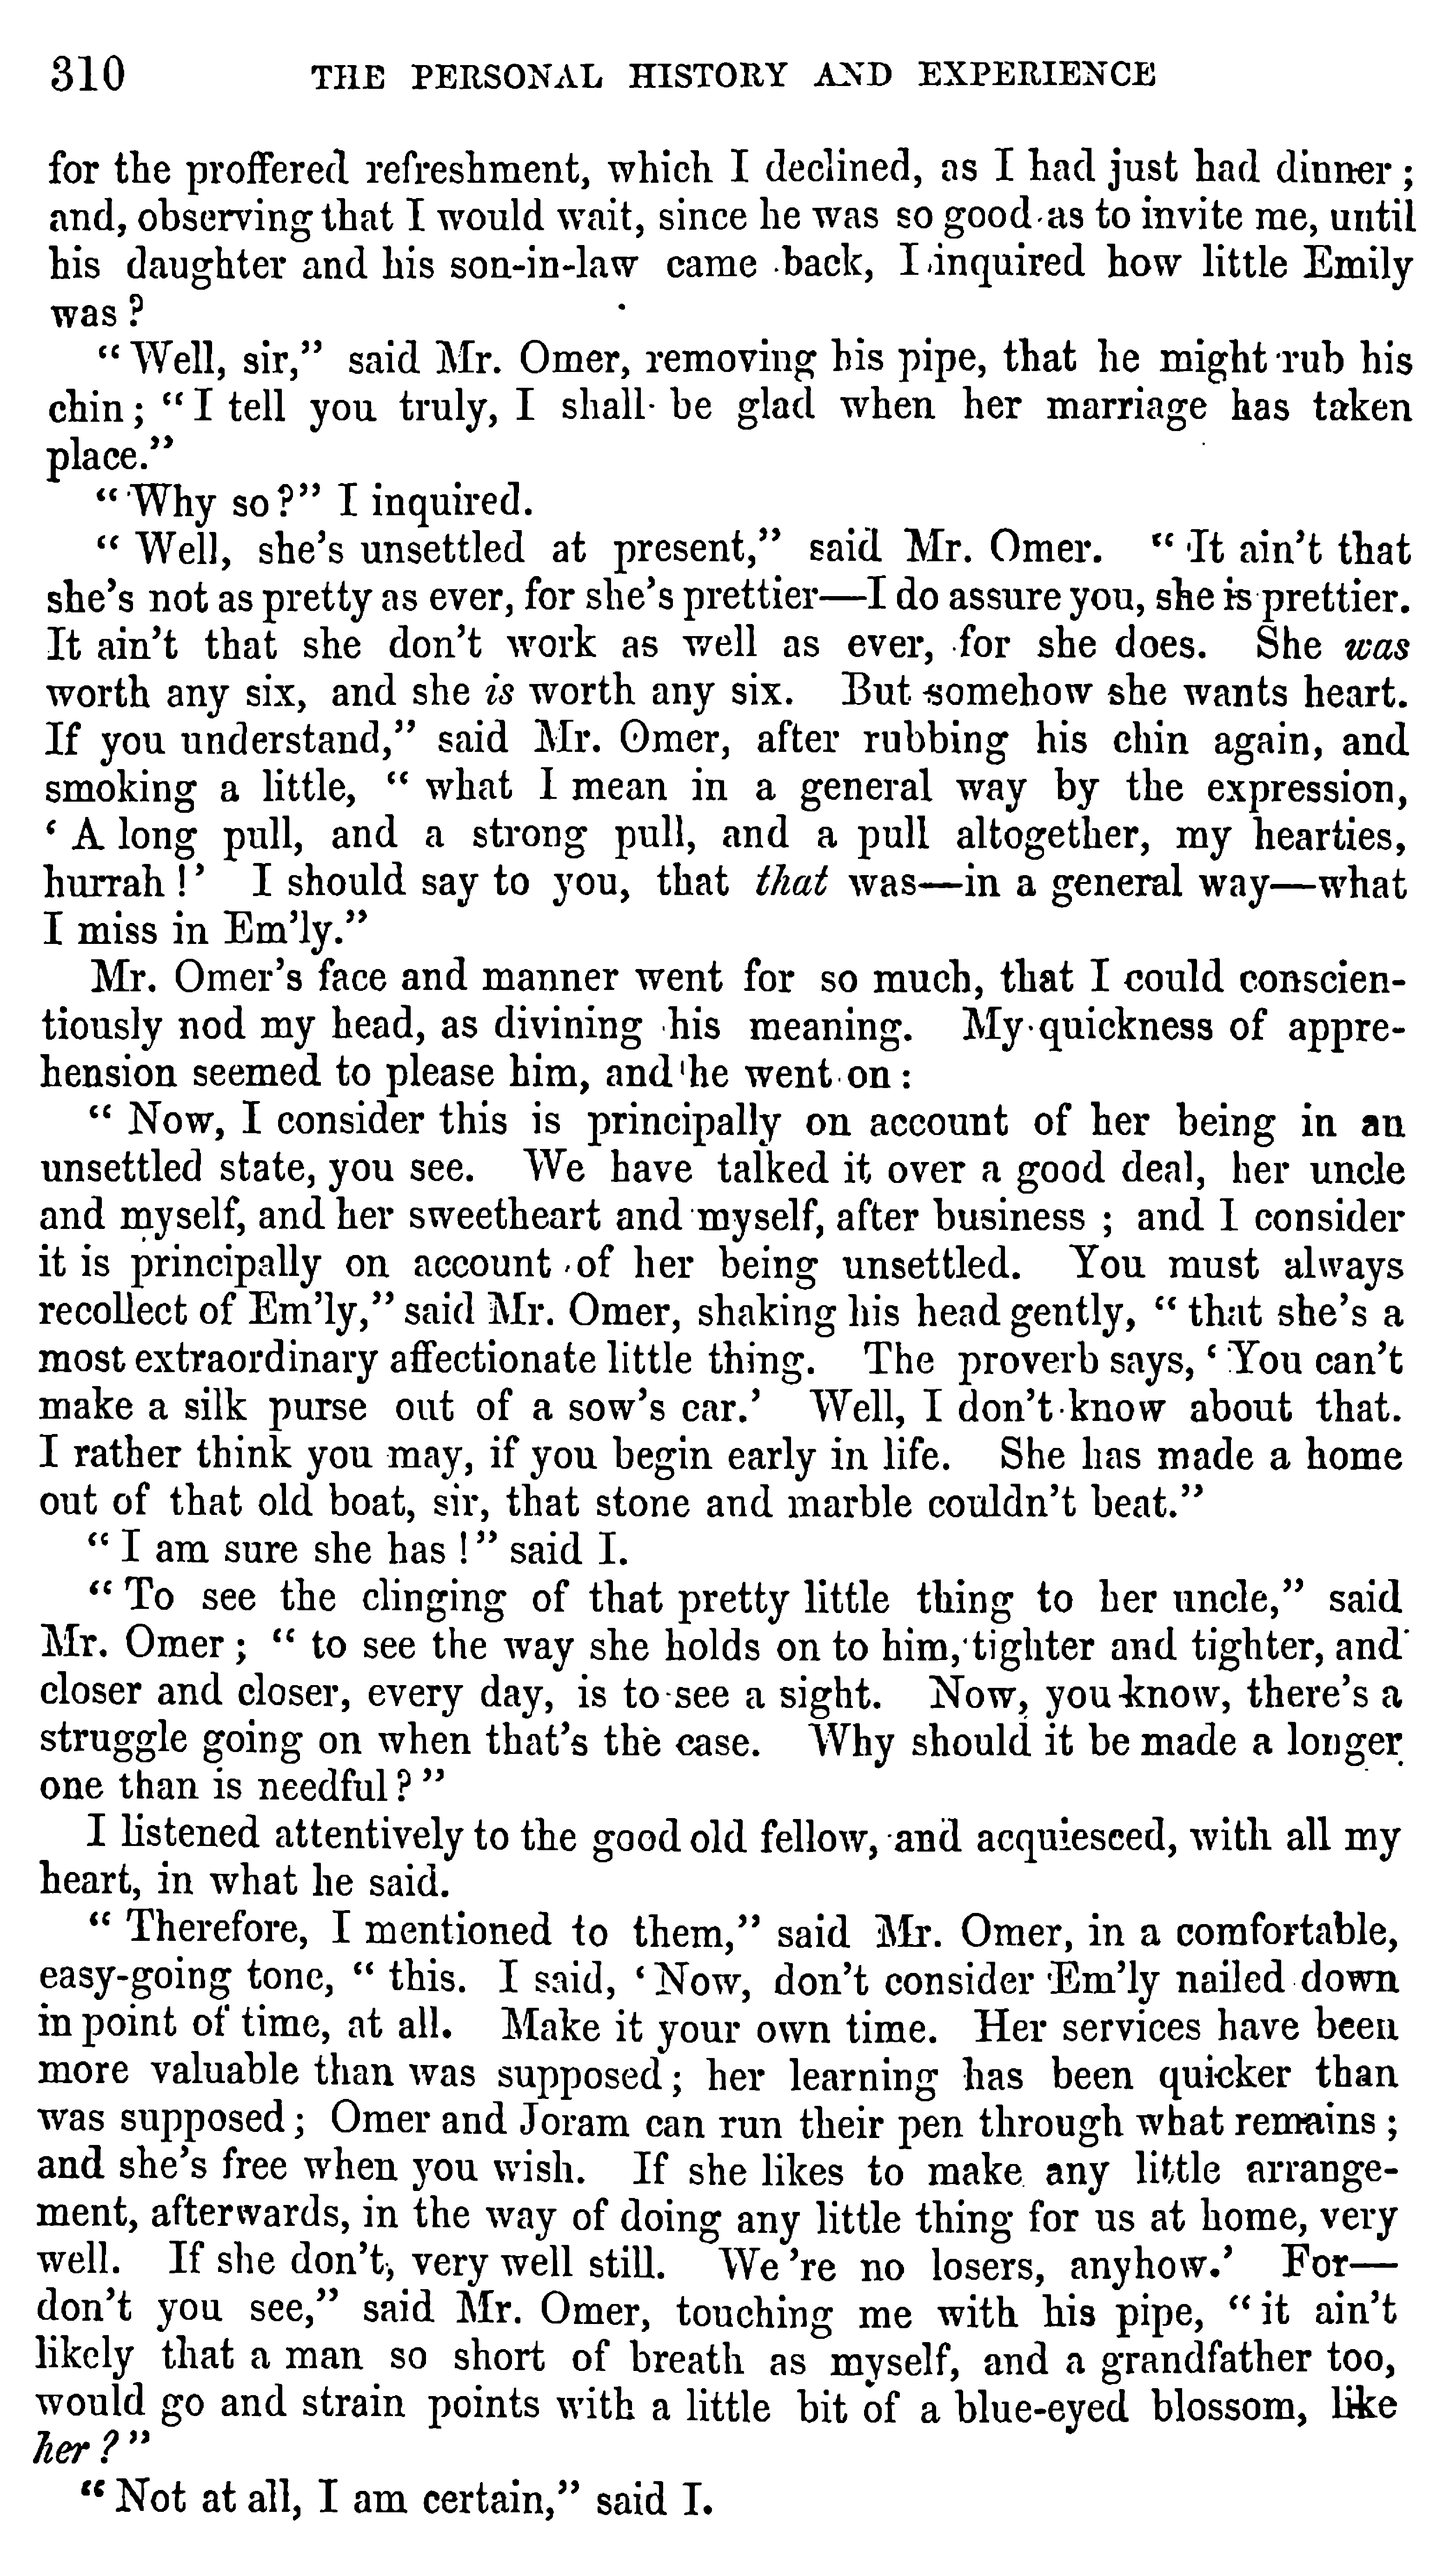 310 THE PERSONAL HISTORY AND EXPERIENCE
for the proffered refreshment, which I declined, as I had just had dinner;
and, observing that I would wait, since he was so good as to invite me, until
his daughter and his son-in-law came back, I inquired how little Emily
was?
"Well, sir," said Mr. Omer, removing his pipe, that he might rub his
chin; "I tell you truly, I shall be glad when her marriage has taken
place."
"Why so?" I inquired.
"Well, she's unsettled at present," said Mr. Omer. "It ain't that
she's not as pretty as ever, for she's prettier—I do assure you, she is prettier.
It ain't that she don't work as well as ever, for she does. She was
worth any six, and she is worth any six. But somehow she wants heart.
If you understand," said Mr. Omer, after rubbing his chin again, and
smoking a little, "what I mean in a general way by the expression,
'A long pull, and a strong pull, and a pull altogether, my hearties,
hurrah!' I should say to you, that that was—in a general way—what
I miss in Em'ly."
Mr. Omer's face and manner went for so much, that I could conscien-
tiously nod my head, as divining his meaning. My quickness of appre-
hension seemed to please him, and he went on:
"Now, I consider this is principally on account of her being in an
unsettled state, you see. We have talked it over a good deal, her uncle
and myself, and her sweetheart and myself, after business; and I consider
it is principally on account of her being unsettled. You must always
recollect of Em'ly," said Mr. Omer, shaking his head gently, "that she's a
most extraordinary affectionate little thing. The proverb says, 'You can't
make a silk purse out of a sow's ear.' Well, I don't know about that.
I rather think you may, if you begin early in life. She has made a home
out of that old boat, sir, that stone and marble couldn't beat."
"I am sure she has!" said I.
"To see the clinging of that pretty little thing to her uncle," said
Mr. Omer; "to see the way she holds on to him, tighter and tighter, and
closer and closer, every day, is to see a sight. Now, you know, there's a
struggle going on when that's the case. Why should it be made a longer
one than is needful?"
I listened attentively to the good old fellow, and acquiesced, with all my
heart, in what he said.
"Therefore, I mentioned to them," said Mr. Omer, in a comfortable,
easy-going tone, "this. I said, 'Now, don't consider Em'ly nailed down
in point of time, at all. Make it your own time. Her services have been
more valuable than was supposed; her learning has been quicker than
was supposed; Omer and Joram can run their pen through what remains;
and she's free when you wish. If she likes to make any little arrange-
ment, afterwards, in the way of doing any little thing for us at home, very
well. If she don't, very well still. We're no losers, anyhow.' For—
don't you see," said Mr. Omer, touching me with his pipe, "it ain't
likely that a man so short of breath as myself, and a grandfather too,
would go and strain points with a little bit of a blue-eyed blossom, like
her?"
"Not at all, I am certain," said I.